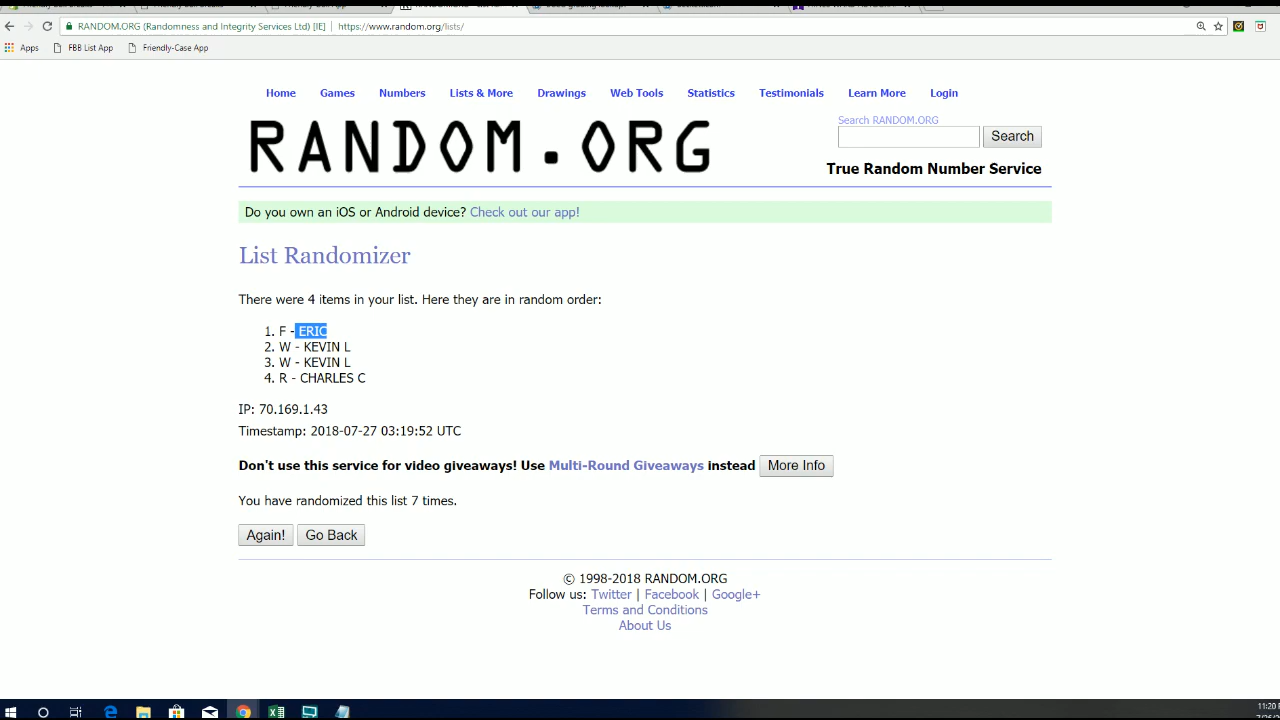 RANDOM.ORG (Randomness and Integrity Services Ltd) [IE] | https://www.random.org/lists/
Apps FBB List App Friendly-Case App
Home Games Numbers Lists & More Drawings Web Tools Statistics Testimonials Learn More Login
RANDOM.ORG
Search RANDOM.ORG
Search
True Random Number Service
Do you own an iOS or Android device? Check out our app!
List Randomizer
There were 4 items in your list. Here they are in random order:
1. F - ERIC
2. W - KEVIN L
3. W - KEVIN L
4. R - CHARLES C
IP: 70.169.1.43
Timestamp: 2018-07-27 03:19:52 UTC
Don't use this service for video giveaways! Use Multi-Round Giveaways instead More Info
You have randomized this list 7 times.
Again! Go Back
© 1998-2018 RANDOM.ORG
Follow us: Twitter | Facebook | Google+
Terms and Conditions
About Us
11:20